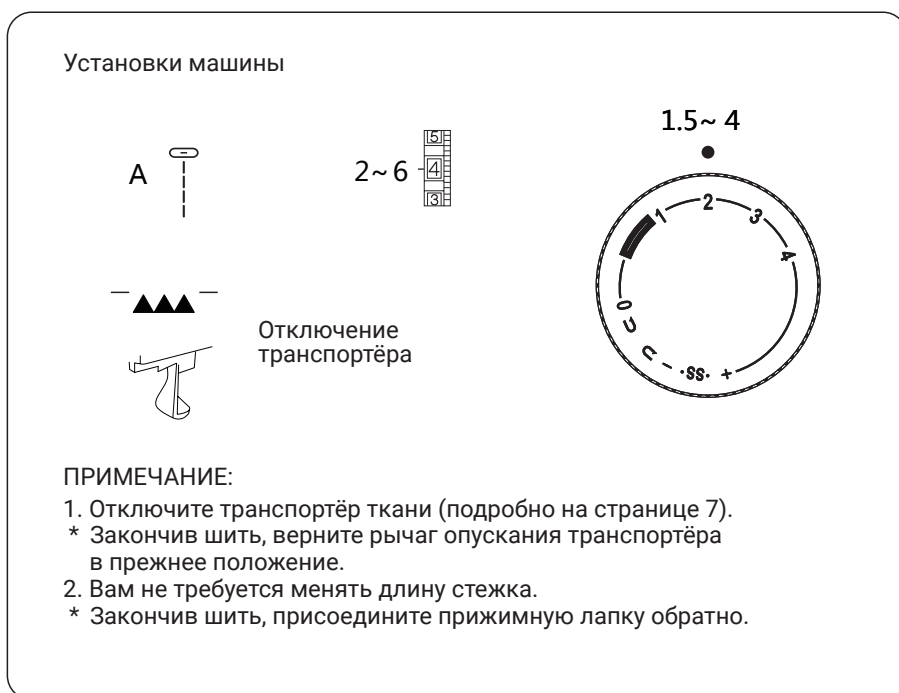 Установки машины
A
2~6
5
4
3
1.5~ 4
1 2 3 4
0
·SS· +
Отключение
транспортёра
ПРИМЕЧАНИЕ:
1. Отключите транспортёр ткани (подробно на странице 7).
* Закончив шить, верните рычаг опускания транспортёра
в прежнее положение.
2. Вам не требуется менять длину стежка.
* Закончив шить, присоедините прижимную лапку обратно.